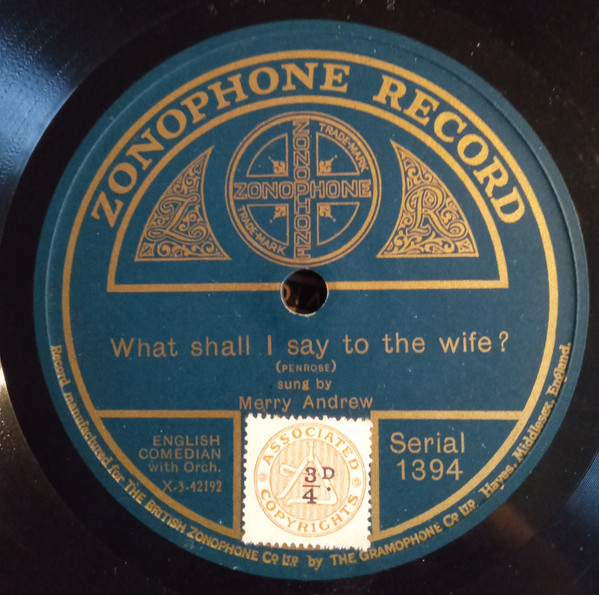 ZONOPHONE RECORD
TRADE-MARK
ZONOPHONE
ZONOPHONE
TRADE-MARK
Z
R
What shall I say to the wife?
(PENROSE)
sung by
Merry Andrew
ENGLISH
COMEDIAN
with Orch.
X-3-42192
ASSOCIATED
3/4 D.
COPYRIGHTS
Serial
1394
Record manufactured for THE BRITISH ZONOPHONE Co LTD. by THE GRAMOPHONE Co LTD. Hayes, Middlesex, England.